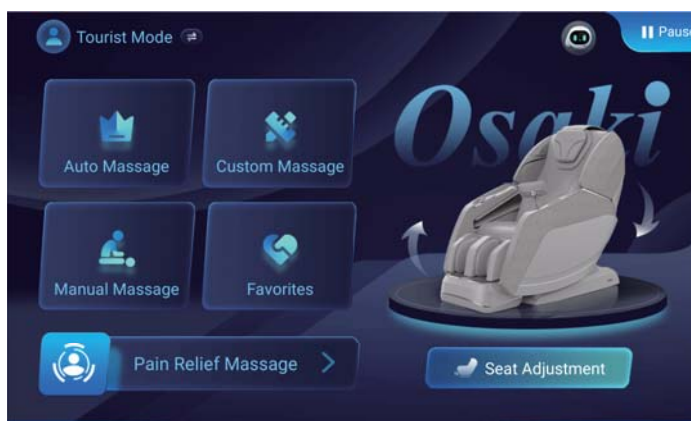 Tourist Mode
Pause
Osaki
Auto Massage
Custom Massage
Manual Massage
Favorites
Pain Relief Massage
Seat Adjustment